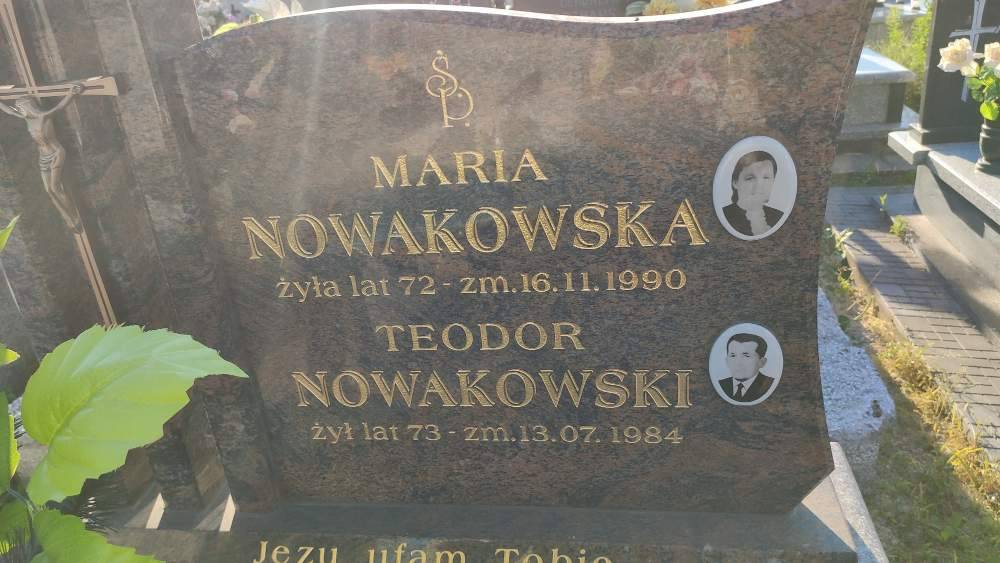 ŚP.
MARIA
NOWAKOWSKA
żyła lat 72 - zm.16.11.1990
TEODOR
NOWAKOWSKI
żył lat 73 - zm.13.07.1984
Jezu ufam Tobie